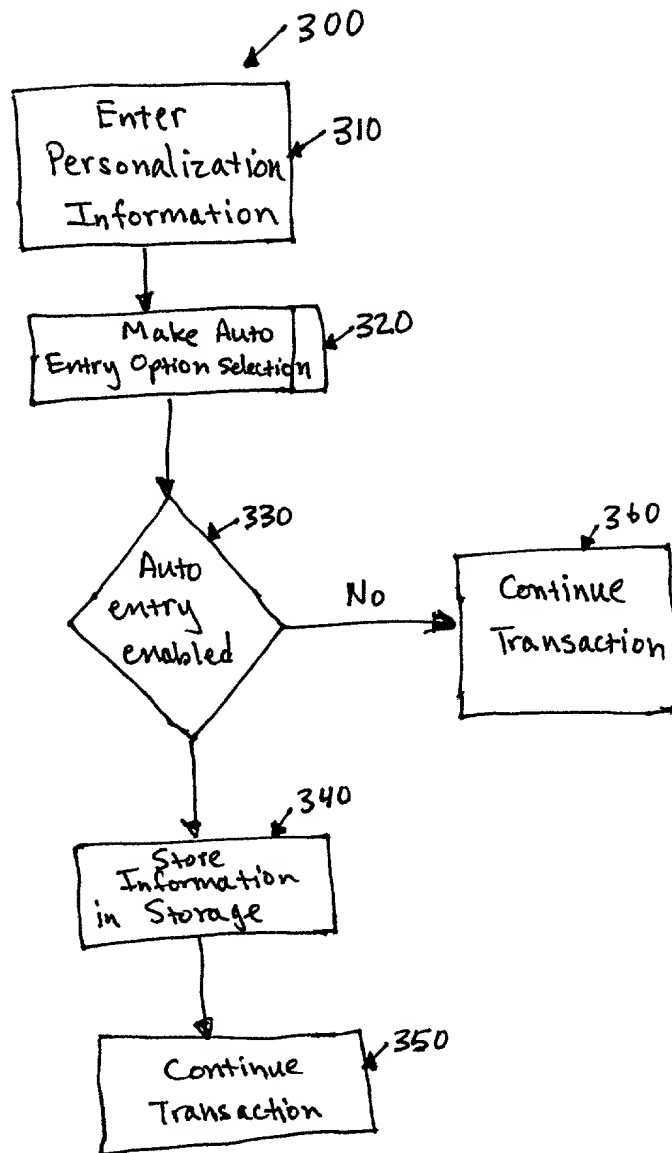 300
Enter
Personalization
Information
310
Make Auto
Entry Option Selection
320
330
Auto
entry
enabled
No
360
Continue
Transaction
340
Store
Information
in Storage
350
Continue
Transaction